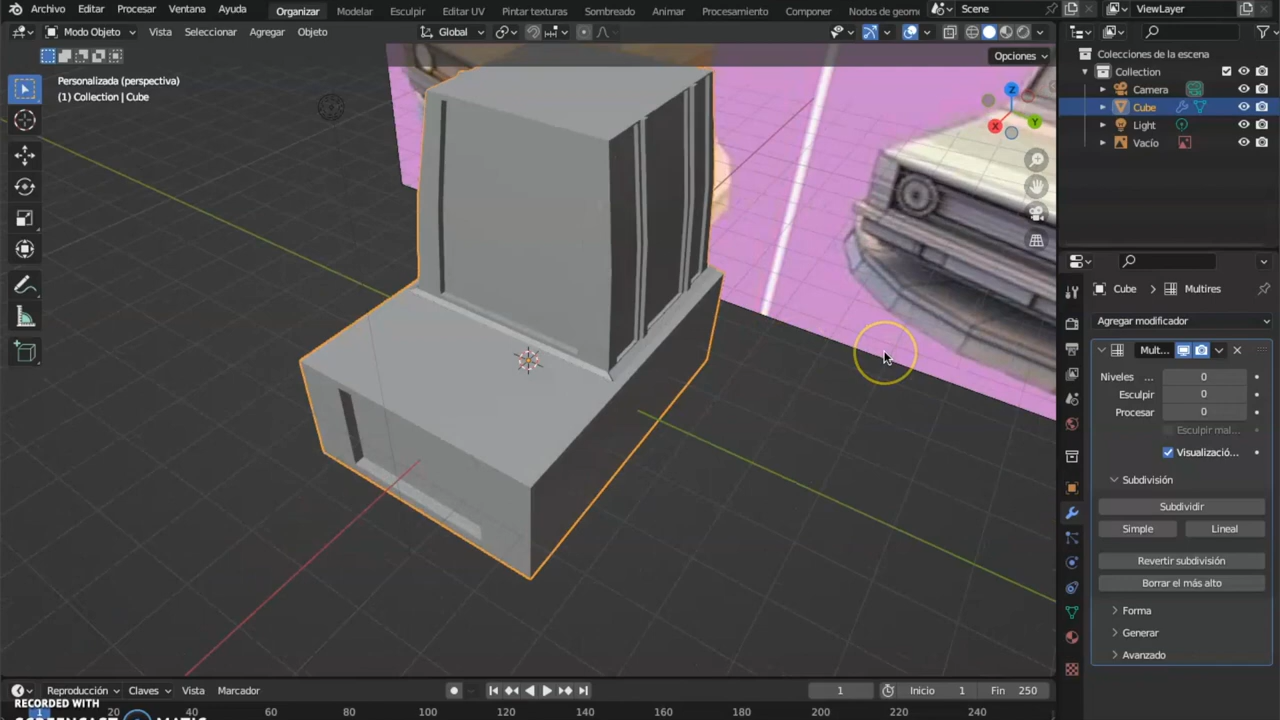 Archivo Editar Procesar Ventana Ayuda Organizar Modelar Esculpir Editar UV Pintar texturas Sombreado Animar Procesamiento Componer Nodos de geome Scene ViewLayer
Modo Objeto Vista Seleccionar Agregar Objeto Global
Opciones
Personalizada (perspectiva)
(1) Collection | Cube
Z
Y
X
Colecciones de la escena
Collection
Camera
Cube
Light
Vacío
Cube > Multires
Agregar modificador
Mult...
Niveles ... 0
Esculpir 0
Procesar 0
Esculpir mal...
Visualizació...
Subdivisión
Subdividir
Simple Lineal
Revertir subdivisión
Borrar el más alto
Forma
Generar
Avanzado
Reproducción Claves Vista Marcador 1 Inicio 1 Fin 250
RECORDED WITH
1 20 40 60 80 100 120 140 160 180 200 220 240